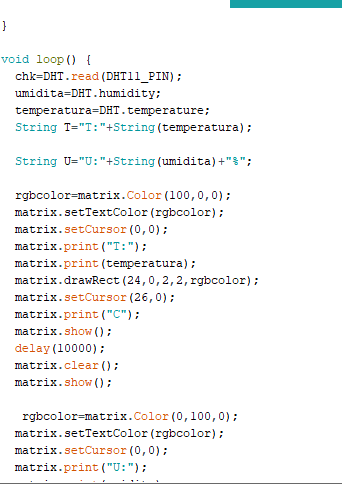 }
void loop() {
chk=DHT.read(DHT11_PIN);
umidita=DHT.humidity;
temperatura=DHT.temperature;
String T="T:"+String(temperatura);
String U="U:"+String(umidita)+"%";
rgbcolor=matrix.Color(100,0,0);
matrix.setTextColor(rgbcolor);
matrix.setCursor(0,0);
matrix.print("T:");
matrix.print(temperatura);
matrix.drawRect(24,0,2,2,rgbcolor);
matrix.setCursor(26,0);
matrix.print("C");
matrix.show();
delay(10000);
matrix.clear();
matrix.show();
rgbcolor=matrix.Color(0,100,0);
matrix.setTextColor(rgbcolor);
matrix.setCursor(0,0);
matrix.print("U:");